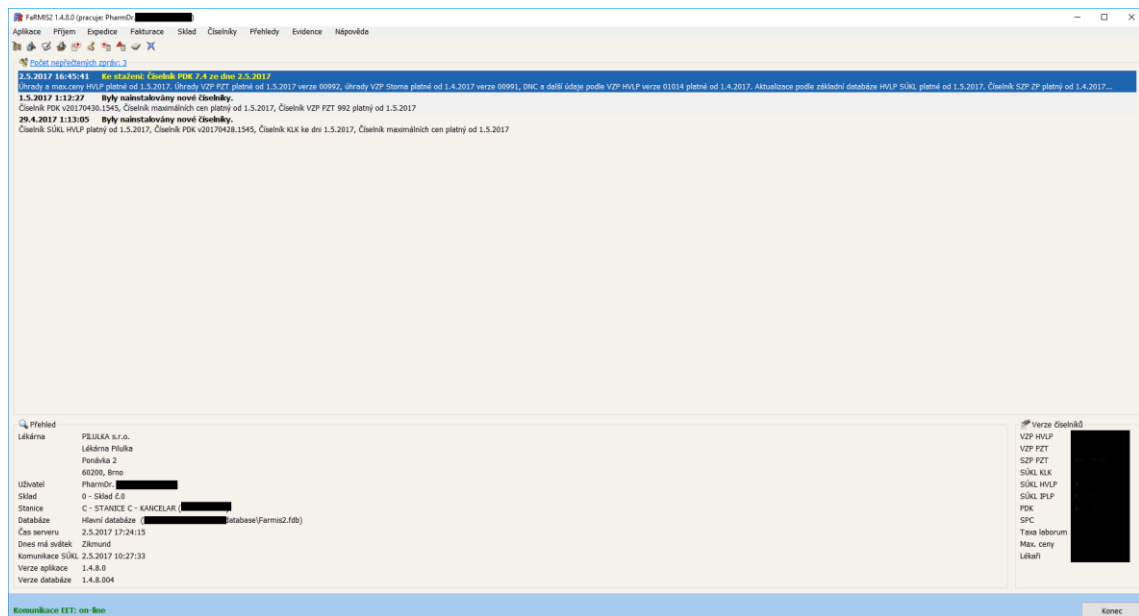 FaRMIS2 1.4.8.0 (pracuje: PharmDr. )
Aplikace Příjem Expedice Fakturace Sklad Číselníky Přehledy Evidence Nápověda
Počet nepřečtených zpráv: 3
2.5.2017 16:45:41 Ke stažení: Číselník PDK 7.4 ze dne 2.5.2017
Úhrady a max.ceny HVLP platné od 1.5.2017. Úhrady VZP PZT platné od 1.5.2017 verze 00992, úhrady VZP Stoma platné od 1.4.2017 verze 00991, DNC a další údaje podle VZP HVLP verze 01014 platné od 1.4.2017. Aktualizace podle základní databáze HVLP SÚKL platné od 1.5.2017. Číselník SZP ZP platný od 1.4.2017...
1.5.2017 1:12:27 Byly nainstalovány nové číselníky.
Číselník PDK v20170430.1545, Číselník maximálních cen platný od 1.5.2017, Číselník VZP PZT 992 platný od 1.5.2017
29.4.2017 1:13:05 Byly nainstalovány nové číselníky.
Číselník SÚKL HVLP platný od 1.5.2017, Číselník PDK v20170428.1545, Číselník KLK ke dni 1.5.2017, Číselník maximálních cen platný od 1.5.2017
Přehled
Lékárna PILULKA s.r.o.
Lékárna Pilulka
Ponávka 2
60200, Brno
Uživatel PharmDr.
Sklad 0 - Sklad č.0
Stanice C - STANICE C - KANCELAR ( )
Databáze Hlavní databáze ( database\Farmis2.fdb)
Čas serveru 2.5.2017 17:24:15
Dnes má svátek Zikmund
Komunikace SÚKL 2.5.2017 10:27:33
Verze aplikace 1.4.8.0
Verze databáze 1.4.8.004
Verze číselníků
VZP HVLP
VZP PZT
SZP PZT
SÚKL KLK
SÚKL HVLP
SÚKL IPLP
PDK
SPC
Taxa laborum
Max. ceny
Lékaři
Komunikace EET: on-line
Konec